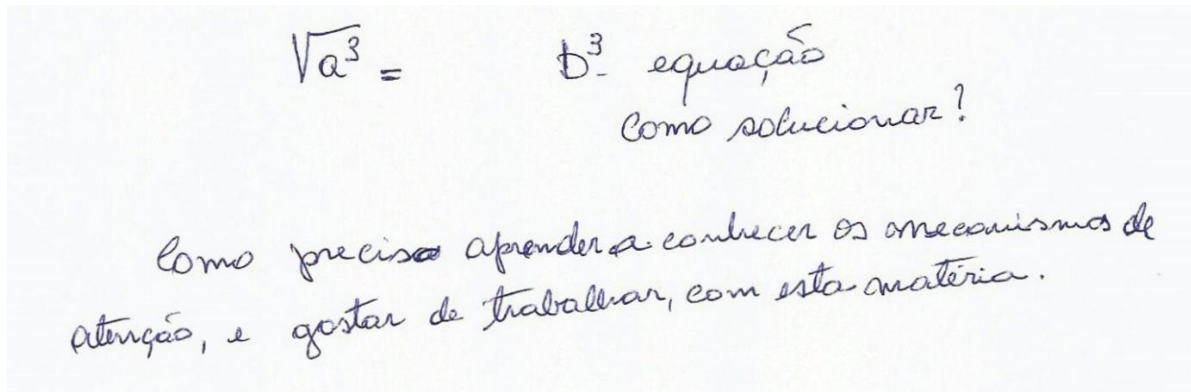 √a³ = b³- equação
Como solucionar?
Como preciso aprender a conhecer os mecanismos de
atenção, e gostar de trabalhar, com esta matéria.